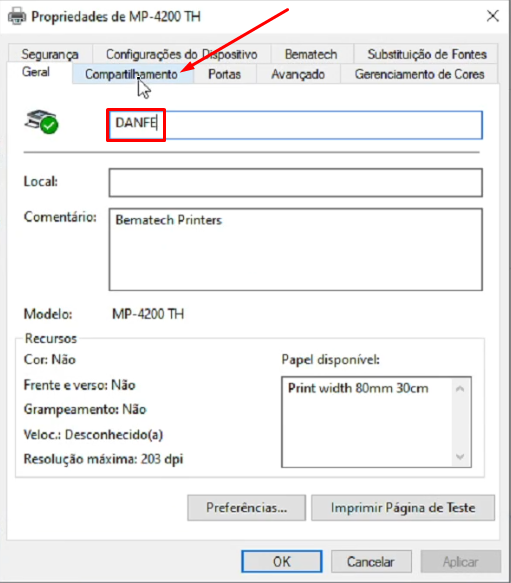 Propriedades de MP-4200 TH
Segurança Configurações do Dispositivo Bematech Substituição de Fontes
Geral Compartilhamento Portas Avançado Gerenciamento de Cores
DANFE
Local:
Comentário: Bematech Printers
Modelo: MP-4200 TH
Recursos
Cor: Não Papel disponível:
Frente e verso: Não Print width 80mm 30cm
Grampeamento: Não
Veloc.: Desconhecido(a)
Resolução máxima: 203 dpi
Preferências... Imprimir Página de Teste
OK Cancelar Aplicar